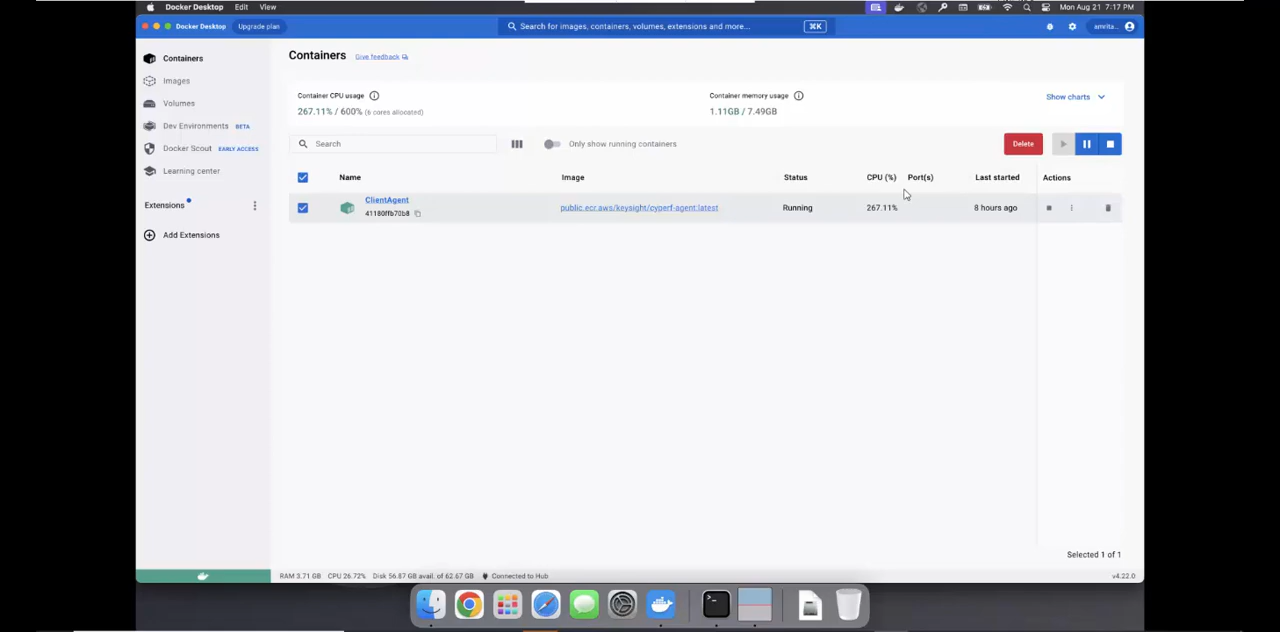 Docker Desktop Edit View Mon Aug 21 7:17 PM
Docker Desktop Upgrade plan Search for images, containers, volumes, extensions and more... ⌘K amrita..
Containers
Images
Volumes
Dev Environments BETA
Docker Scout EARLY ACCESS
Learning center
Extensions
Add Extensions
Containers Give feedback
Container CPU usage
267.11% / 600% (6 cores allocated)
Container memory usage
1.11GB / 7.49GB
Show charts
Search
Only show running containers
Delete
Name Image Status CPU (%) Port(s) Last started Actions
ClientAgent public.ecr.aws/keysight/cyperf-agent:latest Running 267.11% 8 hours ago
Selected 1 of 1
RAM 3.71 GB CPU 26.72% Disk 56.87 GB avail. of 62.67 GB Connected to Hub v4.22.0